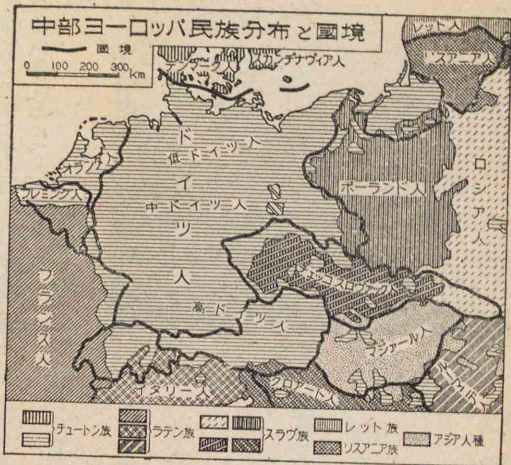 中部ヨーロッパ民族分布と國境
國境
0 100 200 300 km
スカンヂナヴィア人
レット人
リスアニア人
オランダ人
フレミング人
ドイツ人
低ドイツ人
中ドイツ人
高ドイツ人
ポーランド人
ロシア人
チェコスロヴァック人
フランス人
マジァール人
イタリー人
クロアート人
チュートン族
ラテン族
スラヴ族
レット族
リスアニア族
アジア人種